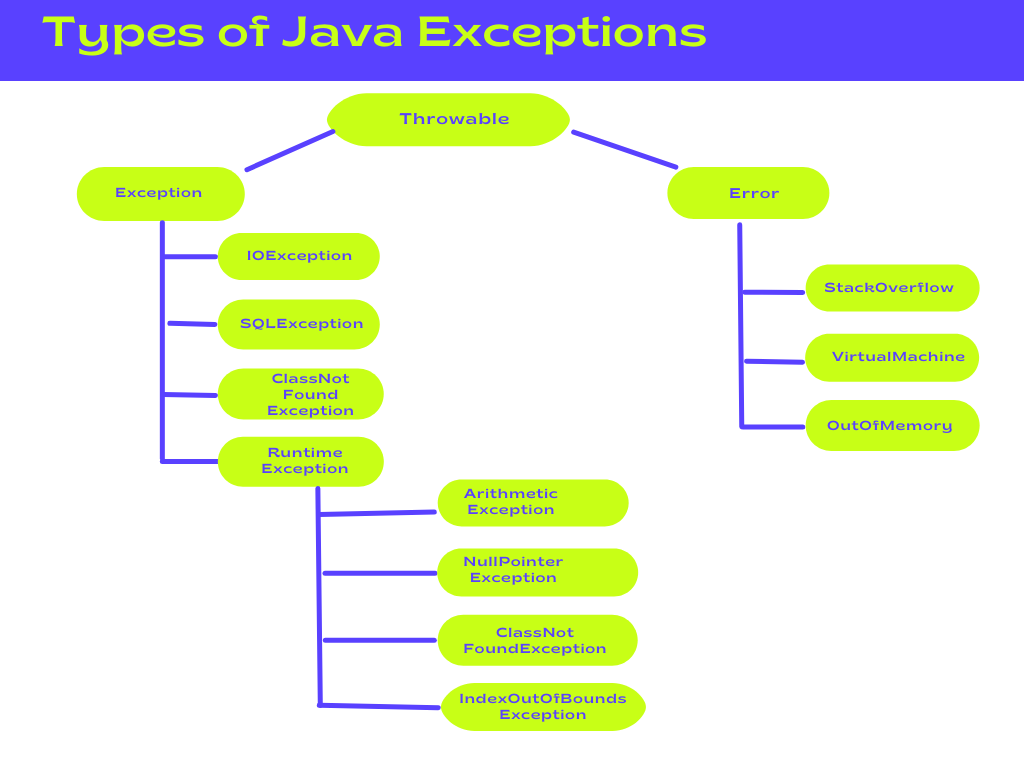 Types of Java Exceptions
Throwable
Exception
Error
IOException
StackOverflow
SQLException
VirtualMachine
ClassNot
Found
Exception
OutOfMemory
Runtime
Exception
Arithmetic
Exception
NullPointer
Exception
ClassNot
FoundException
IndexOutOfBounds
Exception